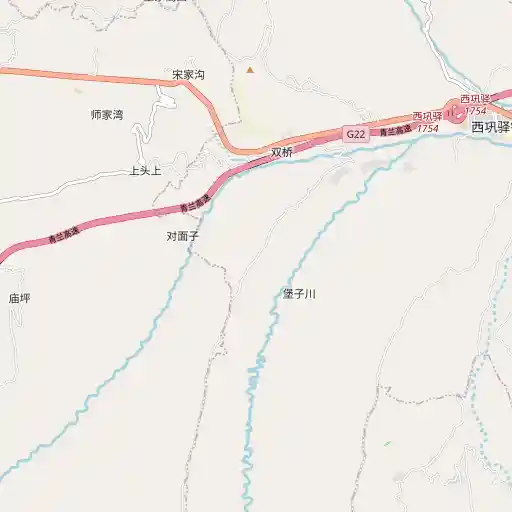 宋家沟
师家湾
西巩驿
1754
西巩驿
1754
西巩驿
G22
青兰高速
双桥
上头上
青兰高速
对面子
青兰高速
庙坪
堡子川